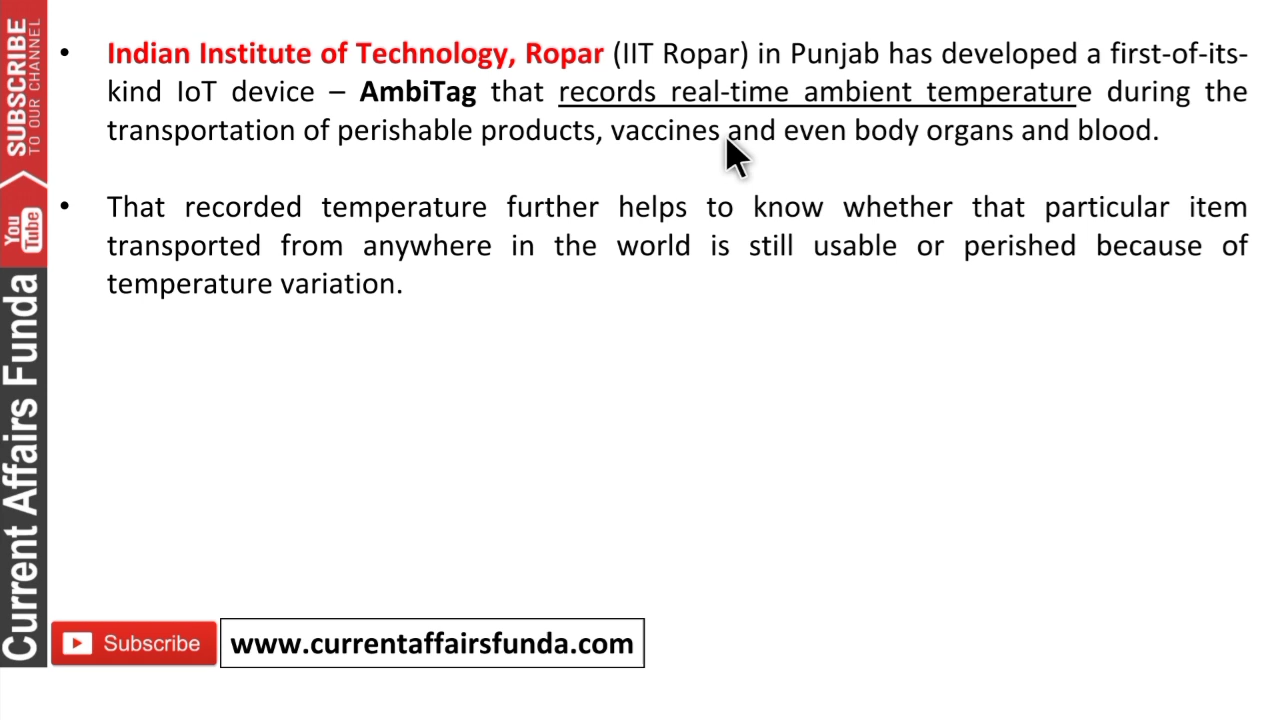 SUBSCRIBE
TO OUR CHANNEL
You
Tube
Current Affairs Funda
• Indian Institute of Technology, Ropar (IIT Ropar) in Punjab has developed a first-of-its-
kind IoT device – AmbiTag that records real-time ambient temperature during the
transportation of perishable products, vaccines and even body organs and blood.
• That recorded temperature further helps to know whether that particular item
transported from anywhere in the world is still usable or perished because of
temperature variation.
Subscribe
www.currentaffairsfunda.com